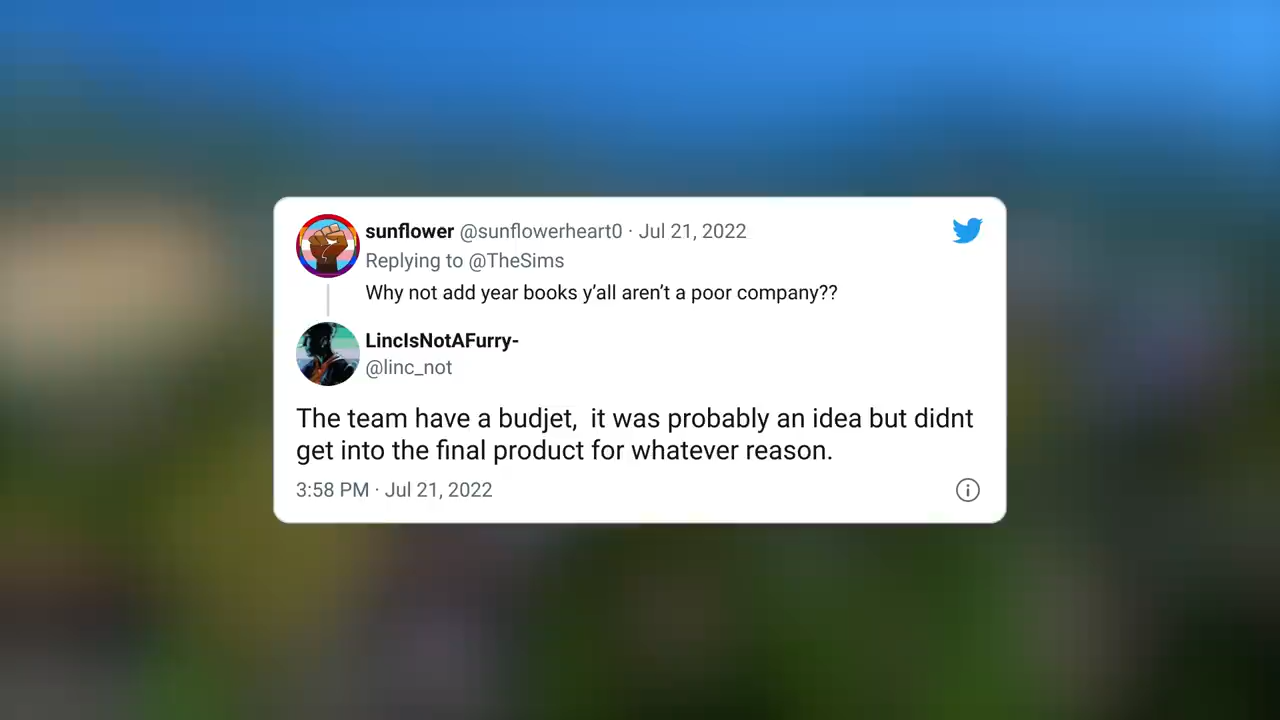 sunflower @sunflowerheart0 · Jul 21, 2022
Replying to @TheSims
Why not add year books y’all aren’t a poor company??
LincIsNotAFurry-
@linc_not
The team have a budjet,  it was probably an idea but didnt
get into the final product for whatever reason.
3:58 PM · Jul 21, 2022